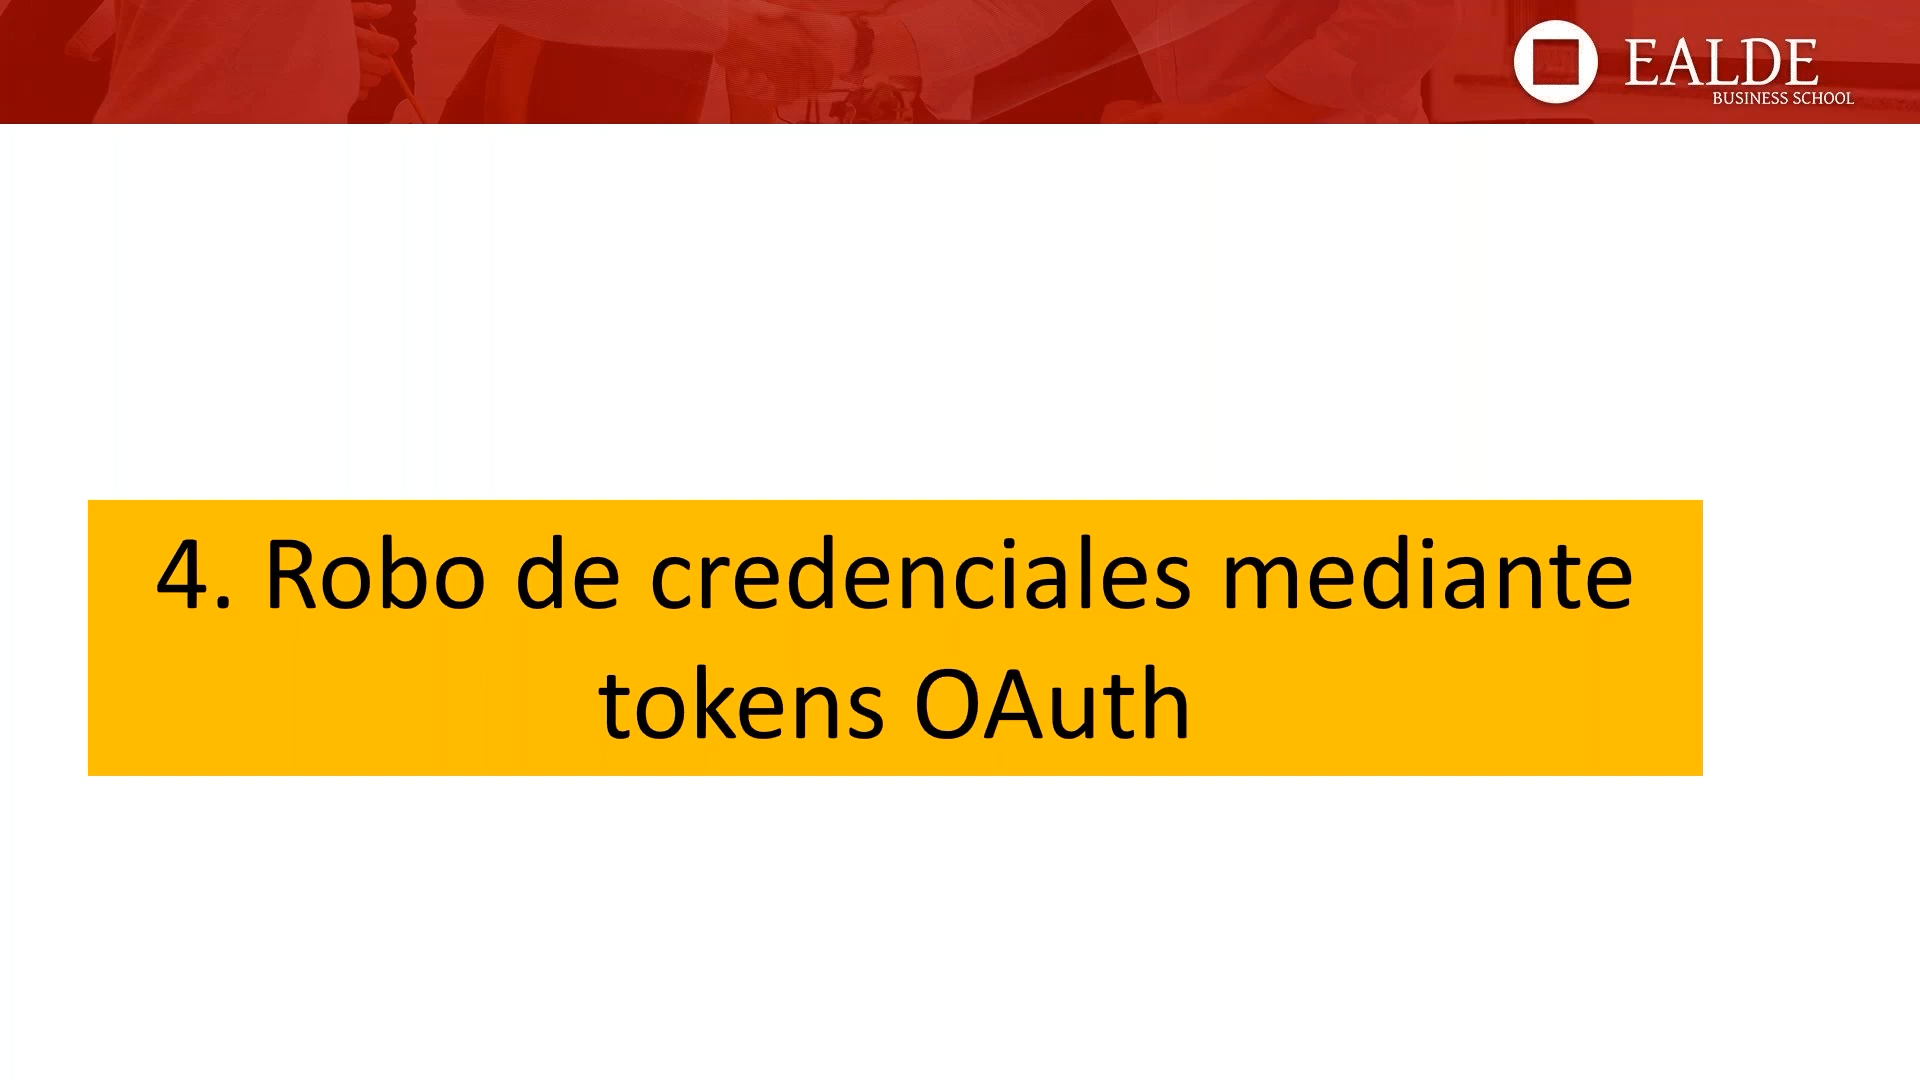 EALDE
BUSINESS SCHOOL
4. Robo de credenciales mediante
tokens OAuth